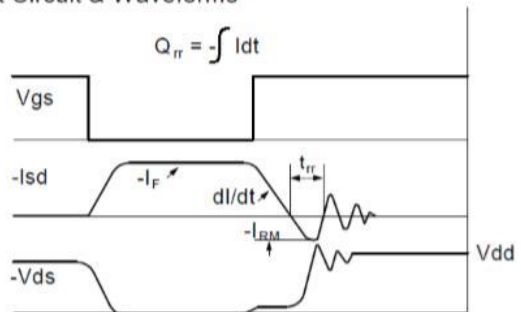 Circuit & Waveforms
Qrr = -∫ Idt
Vgs
-Isd
-IF
dI/dt
trr
-IRM
Vdd
-Vds